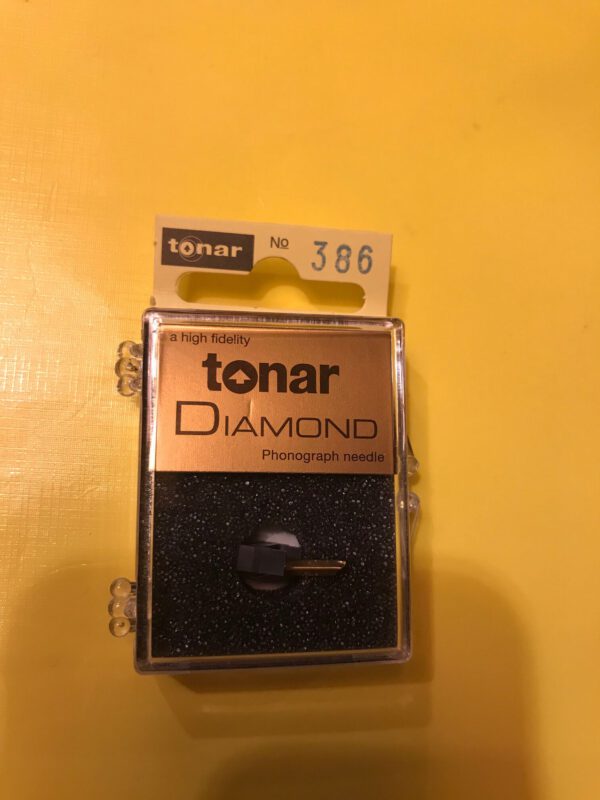 tonar No 386
a high fidelity
tonar
DIAMOND
Phonograph needle